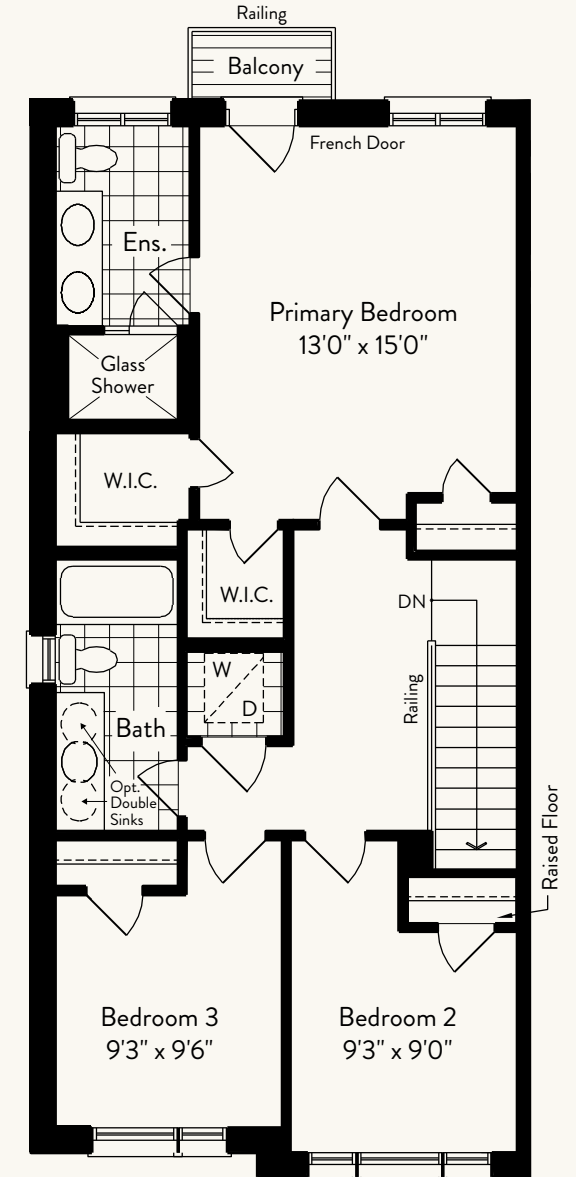 Railing
Balcony
French Door
Ens.
Primary Bedroom
13'0" x 15'0"
Glass
Shower
W.I.C.
W.I.C.
DN
W
D
Railing
Bath
Opt.
Double
Sinks
Raised Floor
Bedroom 3
9'3" x 9'6"
Bedroom 2
9'3" x 9'0"